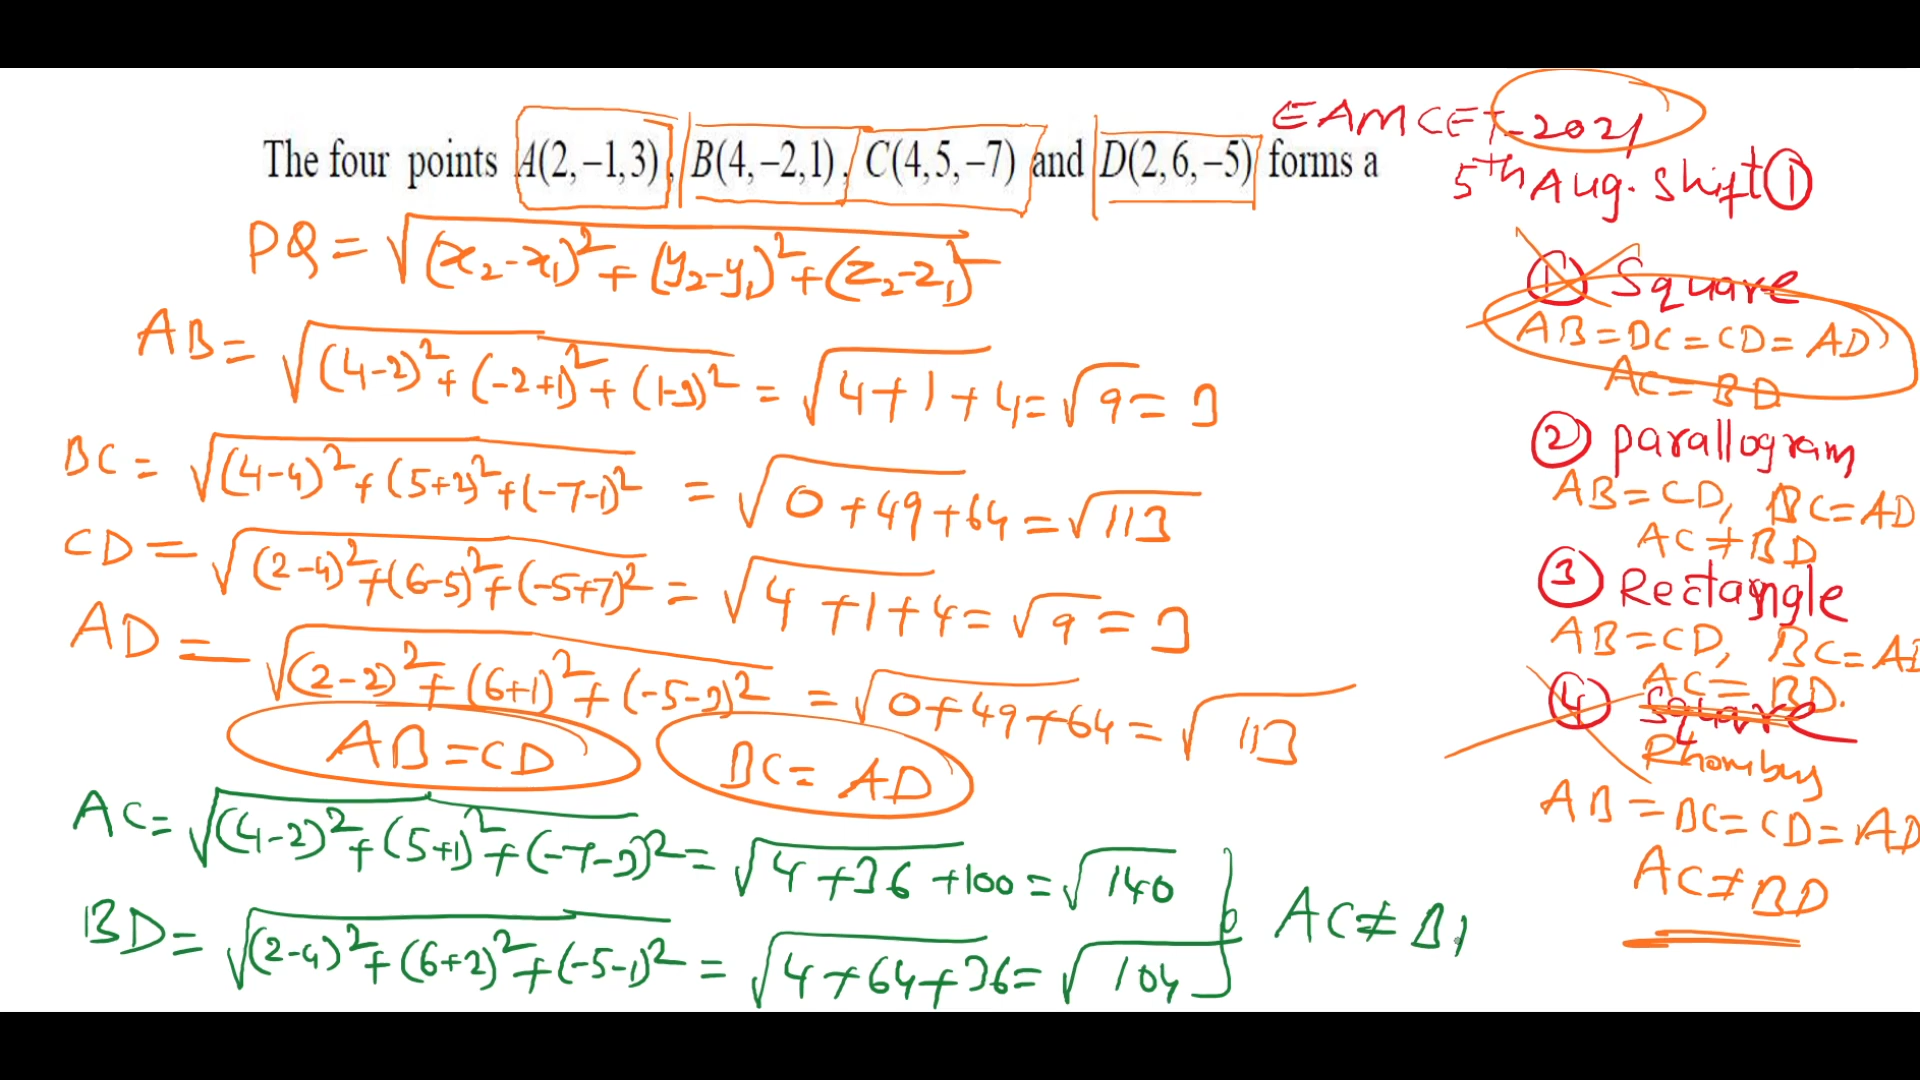 The four points A(2,−1,3), B(4,−2,1), C(4,5,−7) and D(2,6,−5) forms a
EAMCET-2021
5th Aug. Shift ①
PQ = √(x₂-x₁)² + (y₂-y₁)² + (z₂-z₁)²
AB = √(4-2)² + (-2+1)² + (1-3)² = √4+1+4 = √9 = 3
BC = √(4-4)² + (5+2)² + (-7-1)² = √0+49+64 = √113
CD = √(2-4)² + (6-5)² + (-5+7)² = √4+1+4 = √9 = 3
AD = √(2-2)² + (6+1)² + (-5-3)² = √0+49+64 = √113
AB = CD BC = AD
AC = √(4-2)² + (5+1)² + (-7-3)² = √4+36+100 = √140
BD = √(2-4)² + (6+2)² + (-5-1)² = √4+64+36 = √104
AC ≠ B
① Square
AB = DC = CD = AD
AC = BD
② parallogram
AB = CD, BC = AD
AC ≠ BD
③ Rectangle
AB = CD, BC = AD
AC = BD.
④ Square
Rhombus
AB = BC = CD = AD
AC ≠ BD